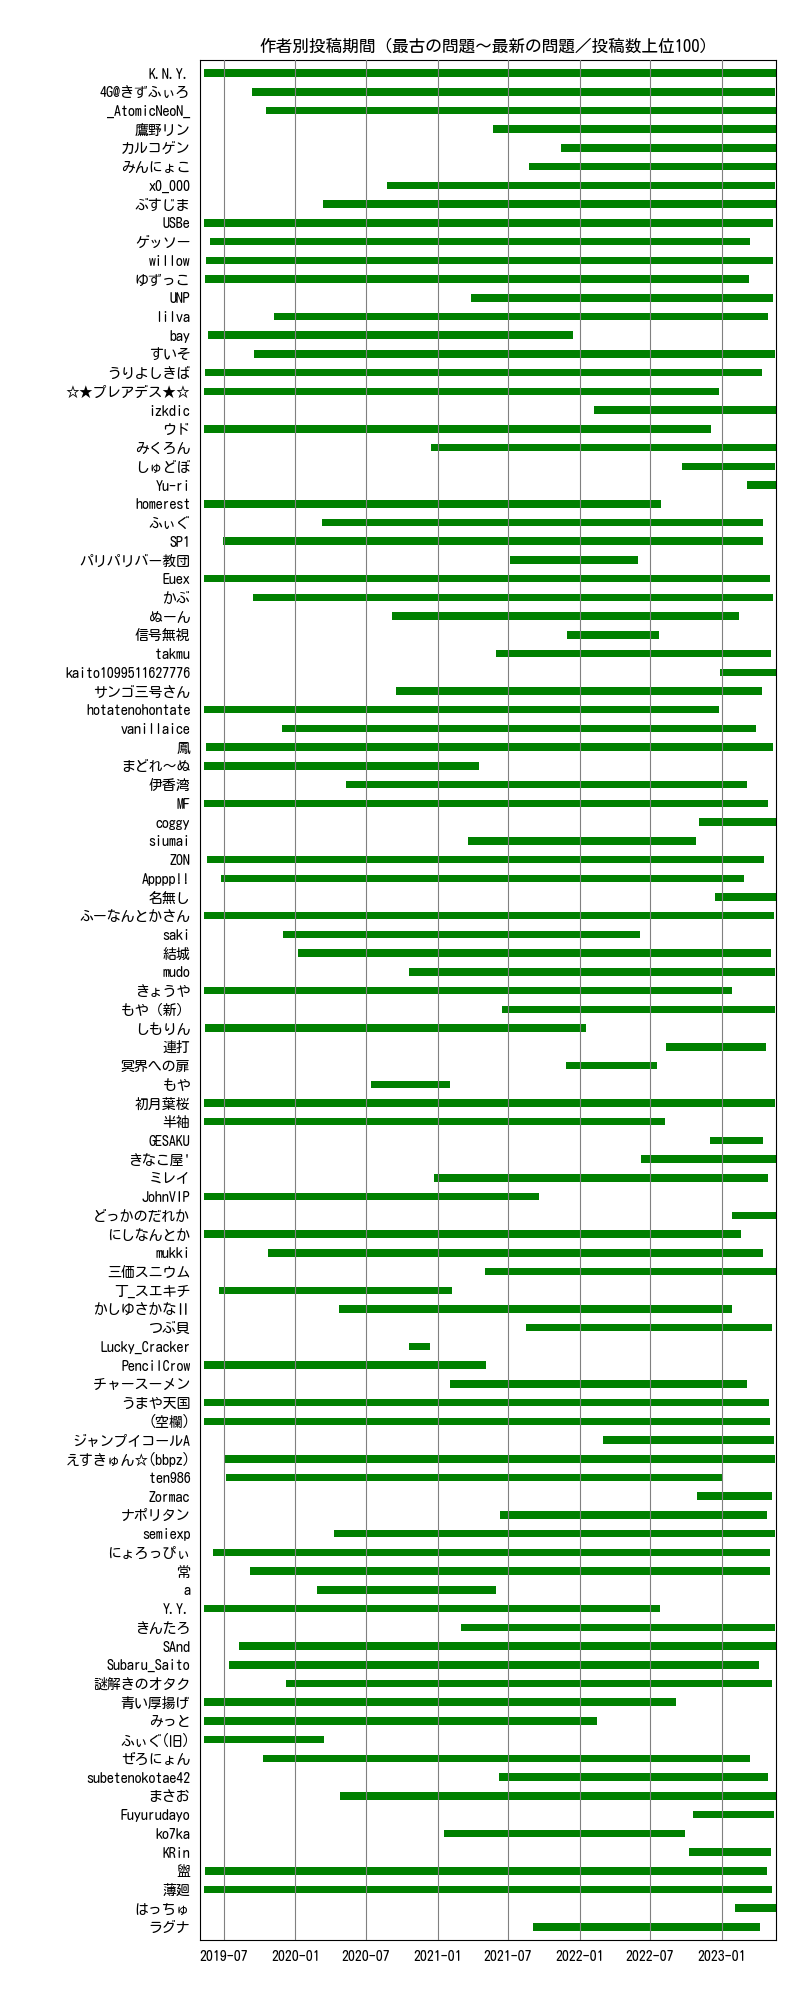 作者別投稿期間（最古の問題～最新の問題／投稿数上位100）
K.N.Y.
4G@きずふぃろ
_AtomicNeoN_
鷹野リン
カルコゲン
みんにょこ
x0_000
ぶすじま
USBe
ゲッソー
willow
ゆずっこ
UNP
lilva
bay
すいそ
うりよしきば
☆★プレアデス★☆
izkdic
ウド
みくろん
しゅどぼ
Yu-ri
homerest
ふぃぐ
SP1
パリパリバー教団
Euex
かぶ
ぬーん
信号無視
takmu
kaito1099511627776
サンゴ三号さん
hotatenohontate
vanillaice
鳳
まどれ～ぬ
伊香湾
MF
coggy
siumai
ZON
Appppll
名無し
ふーなんとかさん
saki
結城
mudo
きょうや
もや（新）
しもりん
連打
冥界への扉
もや
初月葉桜
半袖
GESAKU
きなこ屋'
ミレイ
JohnVIP
どっかのだれか
にしなんとか
mukki
三価スニウム
丁_スエキチ
かしゆさかなII
つぶ貝
Lucky_Cracker
PencilCrow
チャースーメン
うまや天国
(空欄)
ジャンプイコールA
えすきゅん☆(bbpz)
ten986
Zormac
ナポリタン
semiexp
にょろっぴぃ
常
a
Y.Y.
きんたろ
SAnd
Subaru_Saito
謎解きのオタク
青い厚揚げ
みっと
ふぃぐ(旧)
ぜろにょん
subetenokotae42
まさお
Fuyurudayo
ko7ka
KRin
盥
薄廻
はっちゅ
ラグナ
2019-07 2020-01 2020-07 2021-01 2021-07 2022-01 2022-07 2023-01